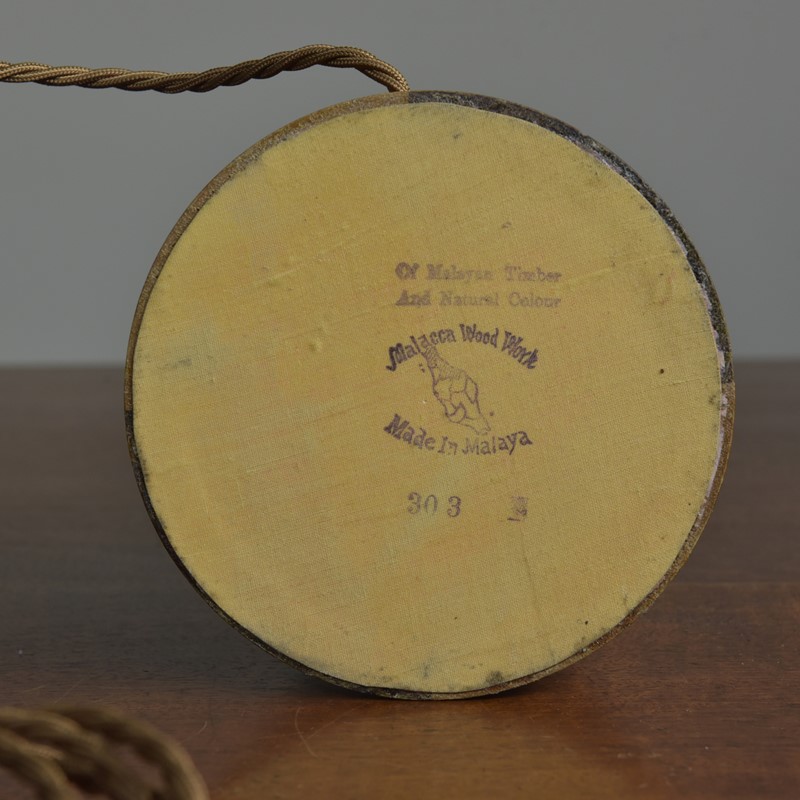 Of Malayan Timber
And Natural Colour
Malacca Wood Work
Made In Malaya
303